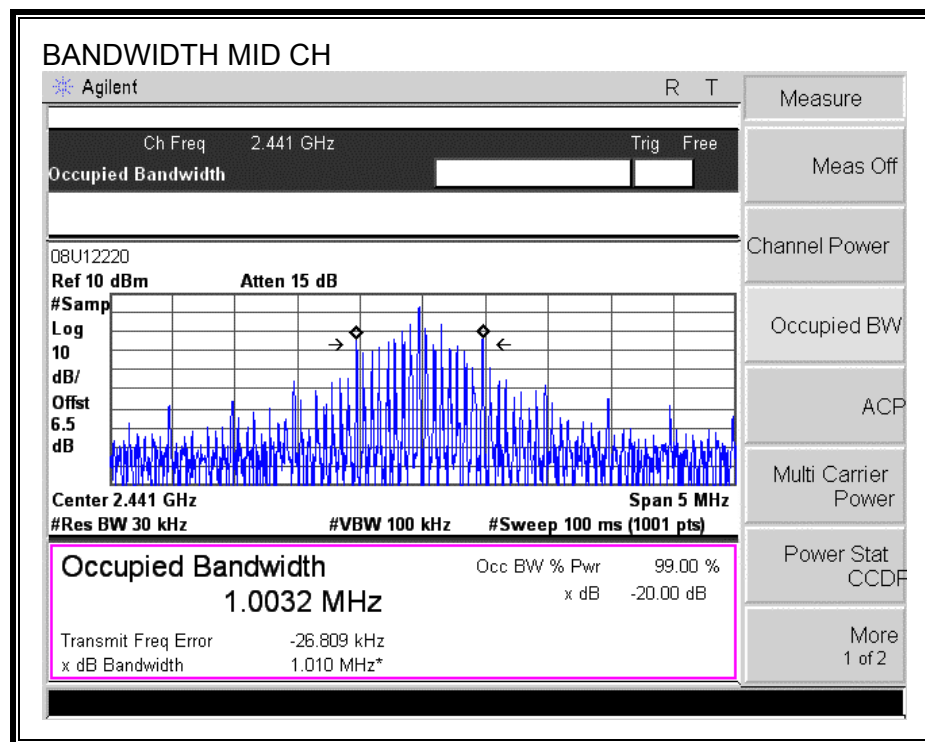 BANDWIDTH MID CH
Agilent R T
Measure
Ch Freq 2.441 GHz Trig Free
Occupied Bandwidth
Meas Off
Channel Power
Occupied BW
ACP
Multi Carrier
Power
Power Stat
CCDF
More
1 of 2
08U12220
Ref 10 dBm Atten 15 dB
#Samp
Log
10
dB/
Offst
6.5
dB
Center 2.441 GHz Span 5 MHz
#Res BW 30 kHz #VBW 100 kHz #Sweep 100 ms (1001 pts)
Occupied Bandwidth Occ BW % Pwr 99.00 %
1.0032 MHz x dB -20.00 dB
Transmit Freq Error -26.809 kHz
x dB Bandwidth 1.010 MHz*